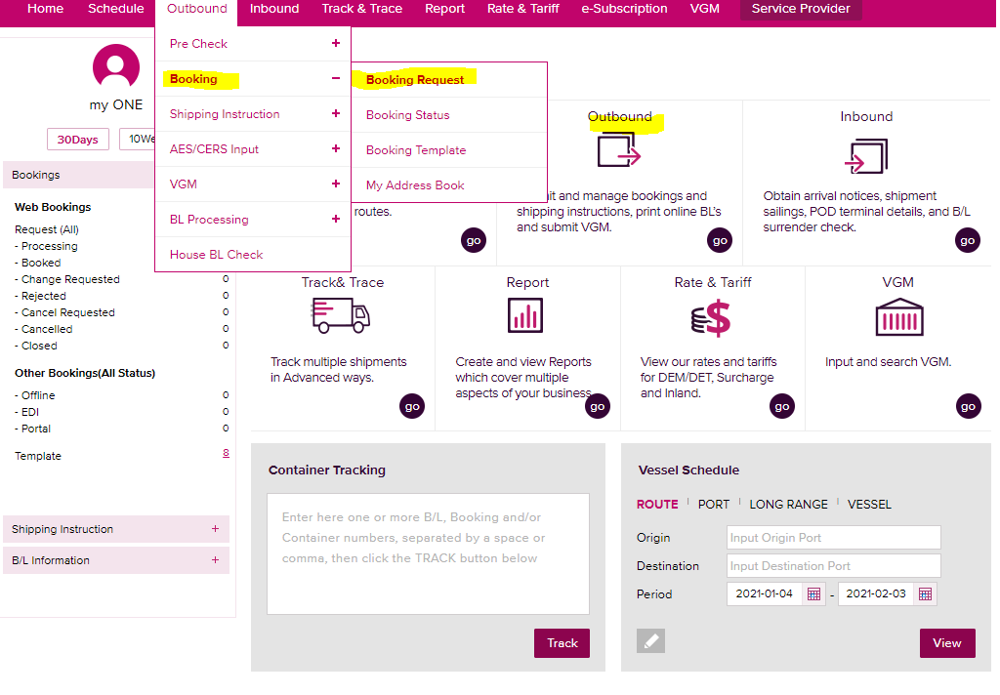 Home Schedule Outbound Inbound Track & Trace Report Rate & Tariff e-Subscription VGM Service Provider
my ONE
30Days 10We
Bookings
Web Bookings
Request (All)
- Processing
- Booked
- Change Requested 0
- Rejected 0
- Cancel Requested 0
- Cancelled 0
- Closed 0
Other Bookings(All Status)
- Offline 0
- EDI 0
- Portal 0
Template 8
Shipping Instruction +
B/L Information +
Pre Check +
Booking −
Shipping Instruction +
AES/CERS Input +
VGM +
BL Processing +
House BL Check
Booking Request
Booking Status
Booking Template
My Address Book
routes.
go
Outbound
it and manage bookings and
shipping instructions, print online BL's
and submit VGM.
go
Inbound
Obtain arrival notices, shipment
sailings, POD terminal details, and B/L
surrender check.
go
Track& Trace
Track multiple shipments
in Advanced ways.
go
Report
Create and view Reports
which cover multiple
aspects of your business.
go
Rate & Tariff
View our rates and tariffs
for DEM/DET, Surcharge
and Inland.
go
VGM
Input and search VGM.
go
Container Tracking
Enter here one or more B/L, Booking and/or
Container numbers, separated by a space or
comma, then click the TRACK button below
Track
Vessel Schedule
ROUTE PORT LONG RANGE VESSEL
Origin Input Origin Port
Destination Input Destination Port
Period 2021-01-04 - 2021-02-03
View